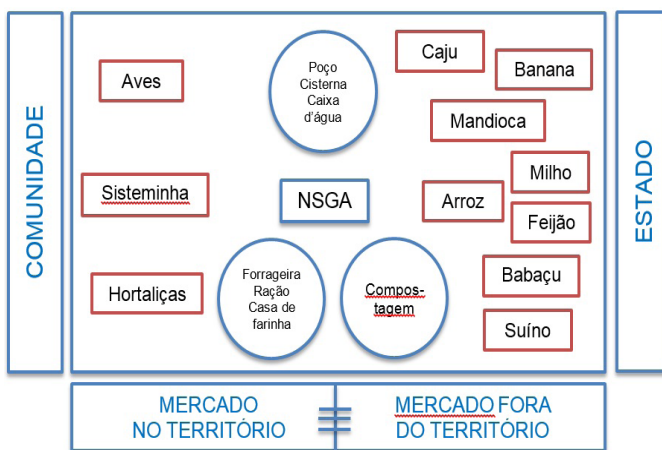 COMUNIDADE
Aves
Sisteminha
Hortaliças
Poço
Cisterna
Caixa
d'água
NSGA
Forrageira
Ração
Casa de
farinha
Compos-
tagem
Caju
Banana
Mandioca
Milho
Arroz
Feijão
Babaçu
Suíno
ESTADO
MERCADO
NO TERRITÓRIO
MERCADO FORA
DO TERRITÓRIO